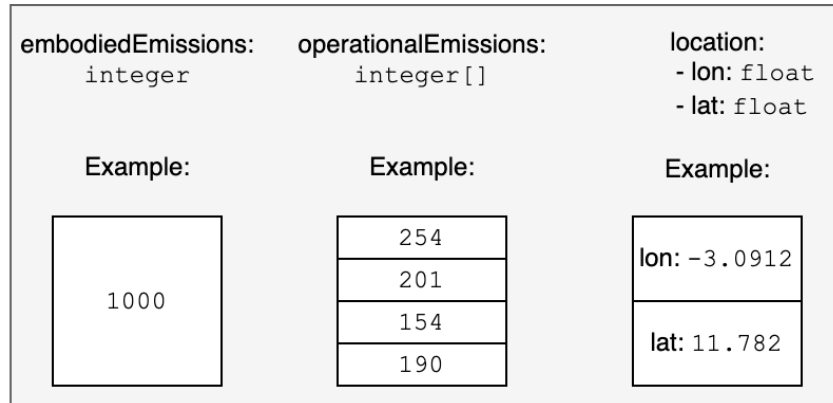 embodiedEmissions:
integer
operationalEmissions:
integer[]
location:
- lon: float
- lat: float
Example:
1000
Example:
254
201
154
190
Example:
lon: -3.0912
lat: 11.782